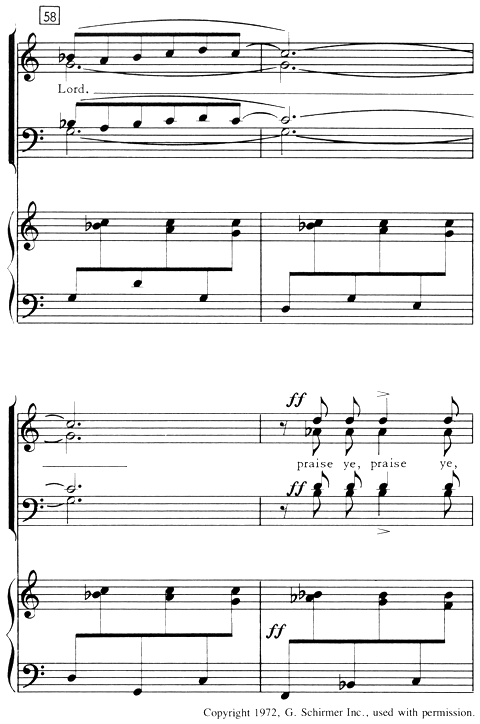 58
Lord.
ff
praise ye, praise ye,
ff
ff
Copyright 1972, G. Schirmer Inc., used with permission.